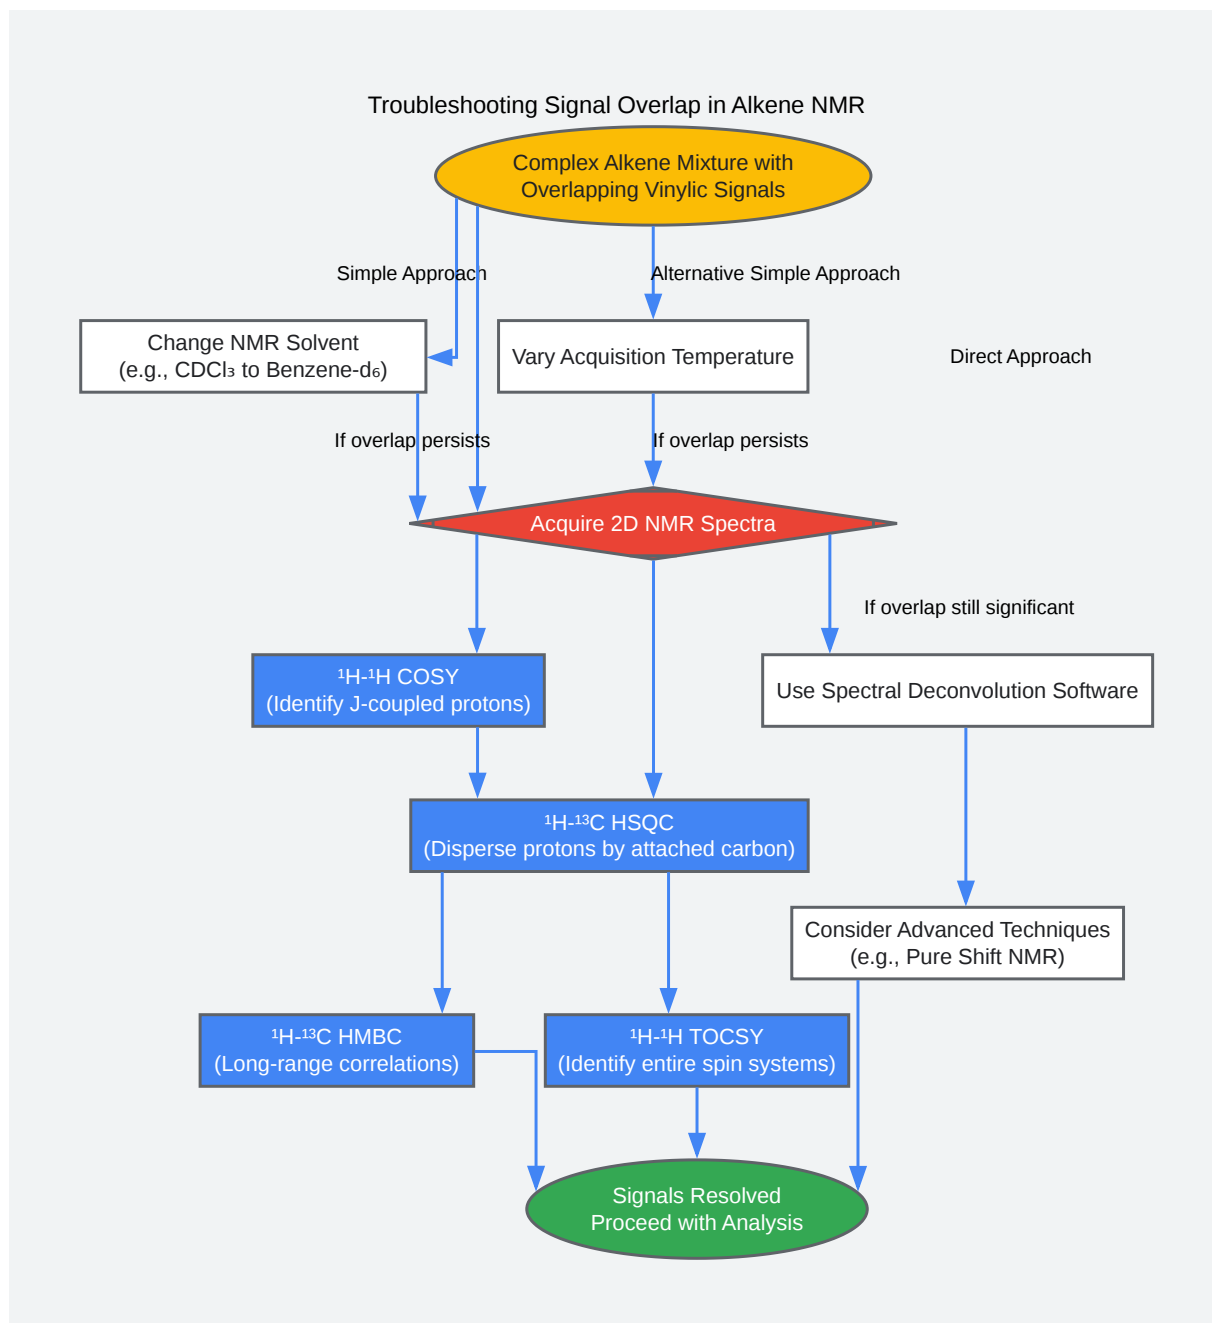 Troubleshooting Signal Overlap in Alkene NMR
Complex Alkene Mixture with
Overlapping Vinylic Signals
Simple Approach
Alternative Simple Approach
Change NMR Solvent
(e.g., CDCl₃ to Benzene-d₆)
Vary Acquisition Temperature
Direct Approach
If overlap persists
If overlap persists
Acquire 2D NMR Spectra
If overlap still significant
¹H-¹H COSY
(Identify J-coupled protons)
Use Spectral Deconvolution Software
¹H-¹³C HSQC
(Disperse protons by attached carbon)
Consider Advanced Techniques
(e.g., Pure Shift NMR)
¹H-¹³C HMBC
(Long-range correlations)
¹H-¹H TOCSY
(Identify entire spin systems)
Signals Resolved
Proceed with Analysis